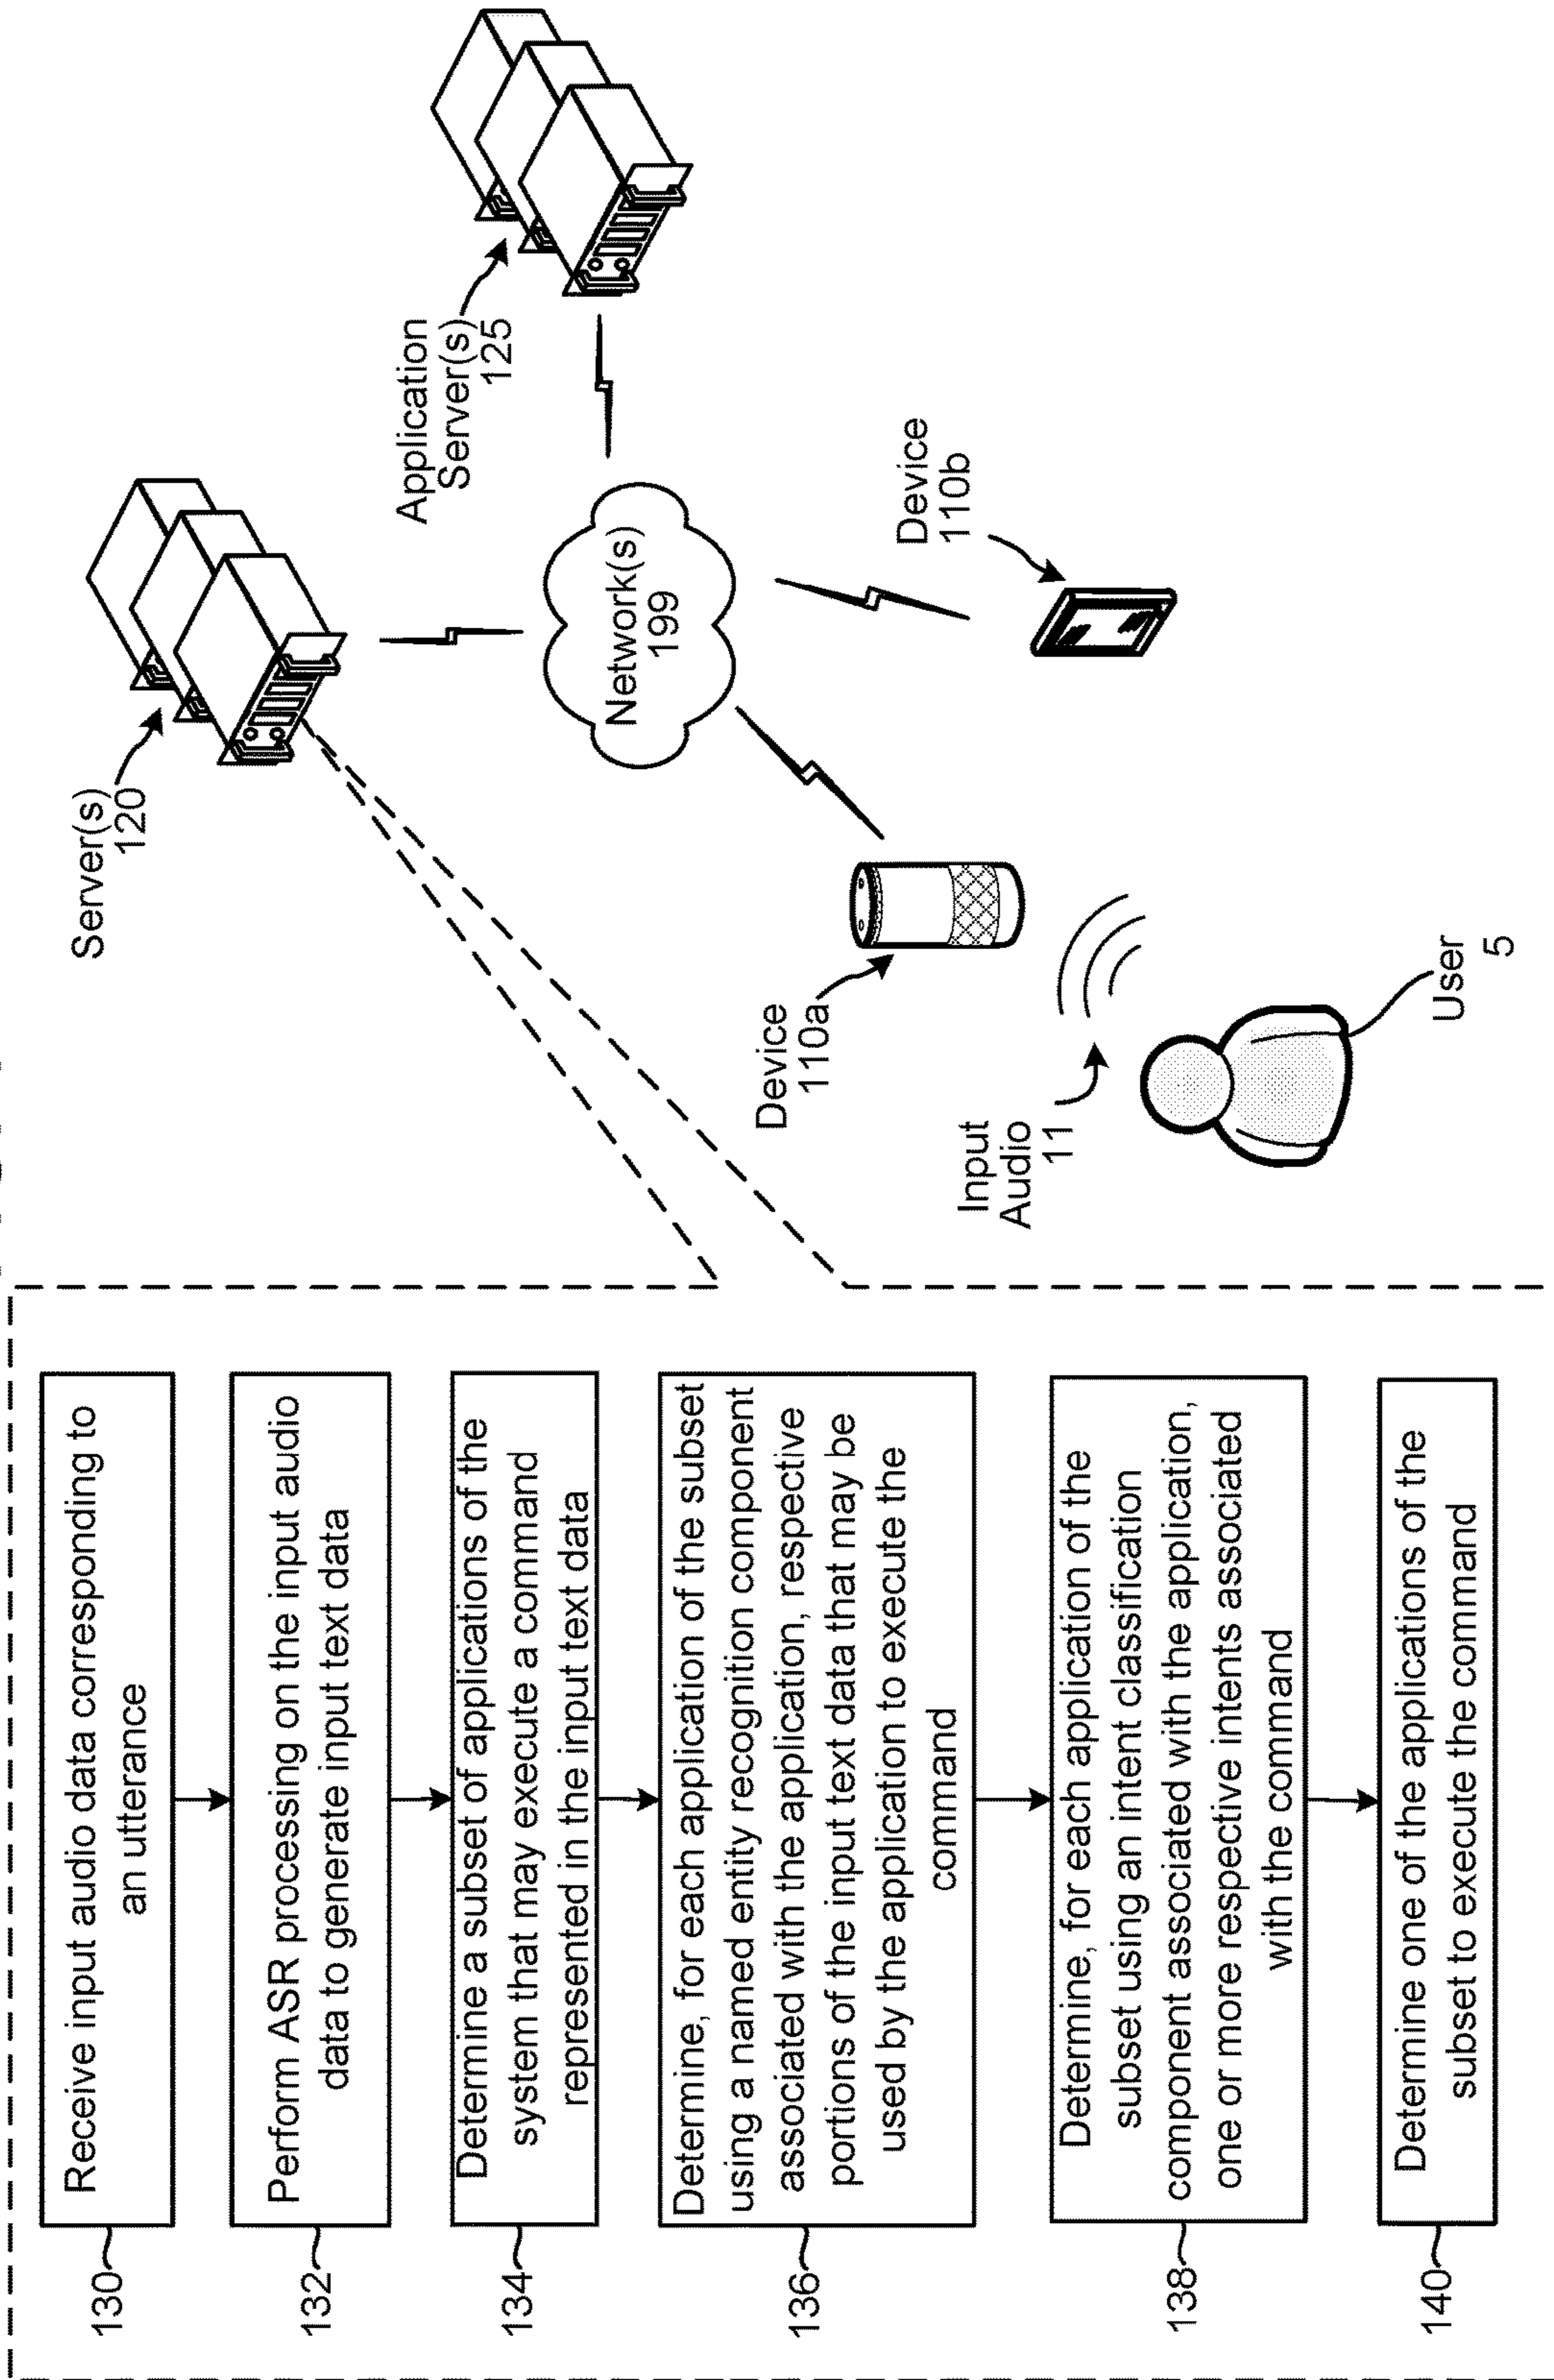 130
Receive input audio data corresponding to
an utterance
132
Perform ASR processing on the input audio
data to generate input text data
134
Determine a subset of applications of the
system that may execute a command
represented in the input text data
136
Determine, for each application of the subset
using a named entity recognition component
associated with the application, respective
portions of the input text data that may be
used by the application to execute the
command
138
Determine, for each application of the
subset using an intent classification
component associated with the application,
one or more respective intents associated
with the command
140
Determine one of the applications of the
subset to execute the command
Server(s)
120
Application
Server(s)
125
Network(s)
199
Device
110a
Device
110b
Input
Audio
11
User
5